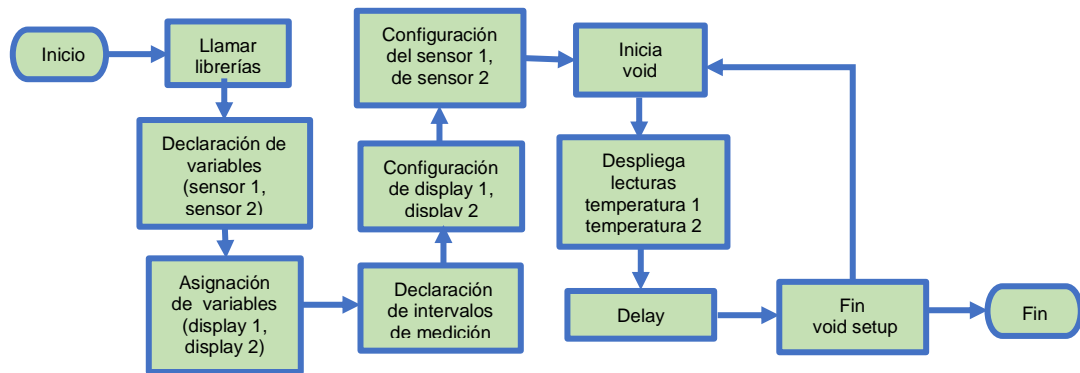 Inicio
Llamar
librerías
Declaración de
variables
(sensor 1,
sensor 2)
Asignación
de variables
(display 1,
display 2)
Declaración
de intervalos
de medición
Configuración
de display 1,
display 2
Configuración
del sensor 1,
de sensor 2
Inicia
void
Despliega
lecturas
temperatura 1
temperatura 2
Delay
Fin
void setup
Fin